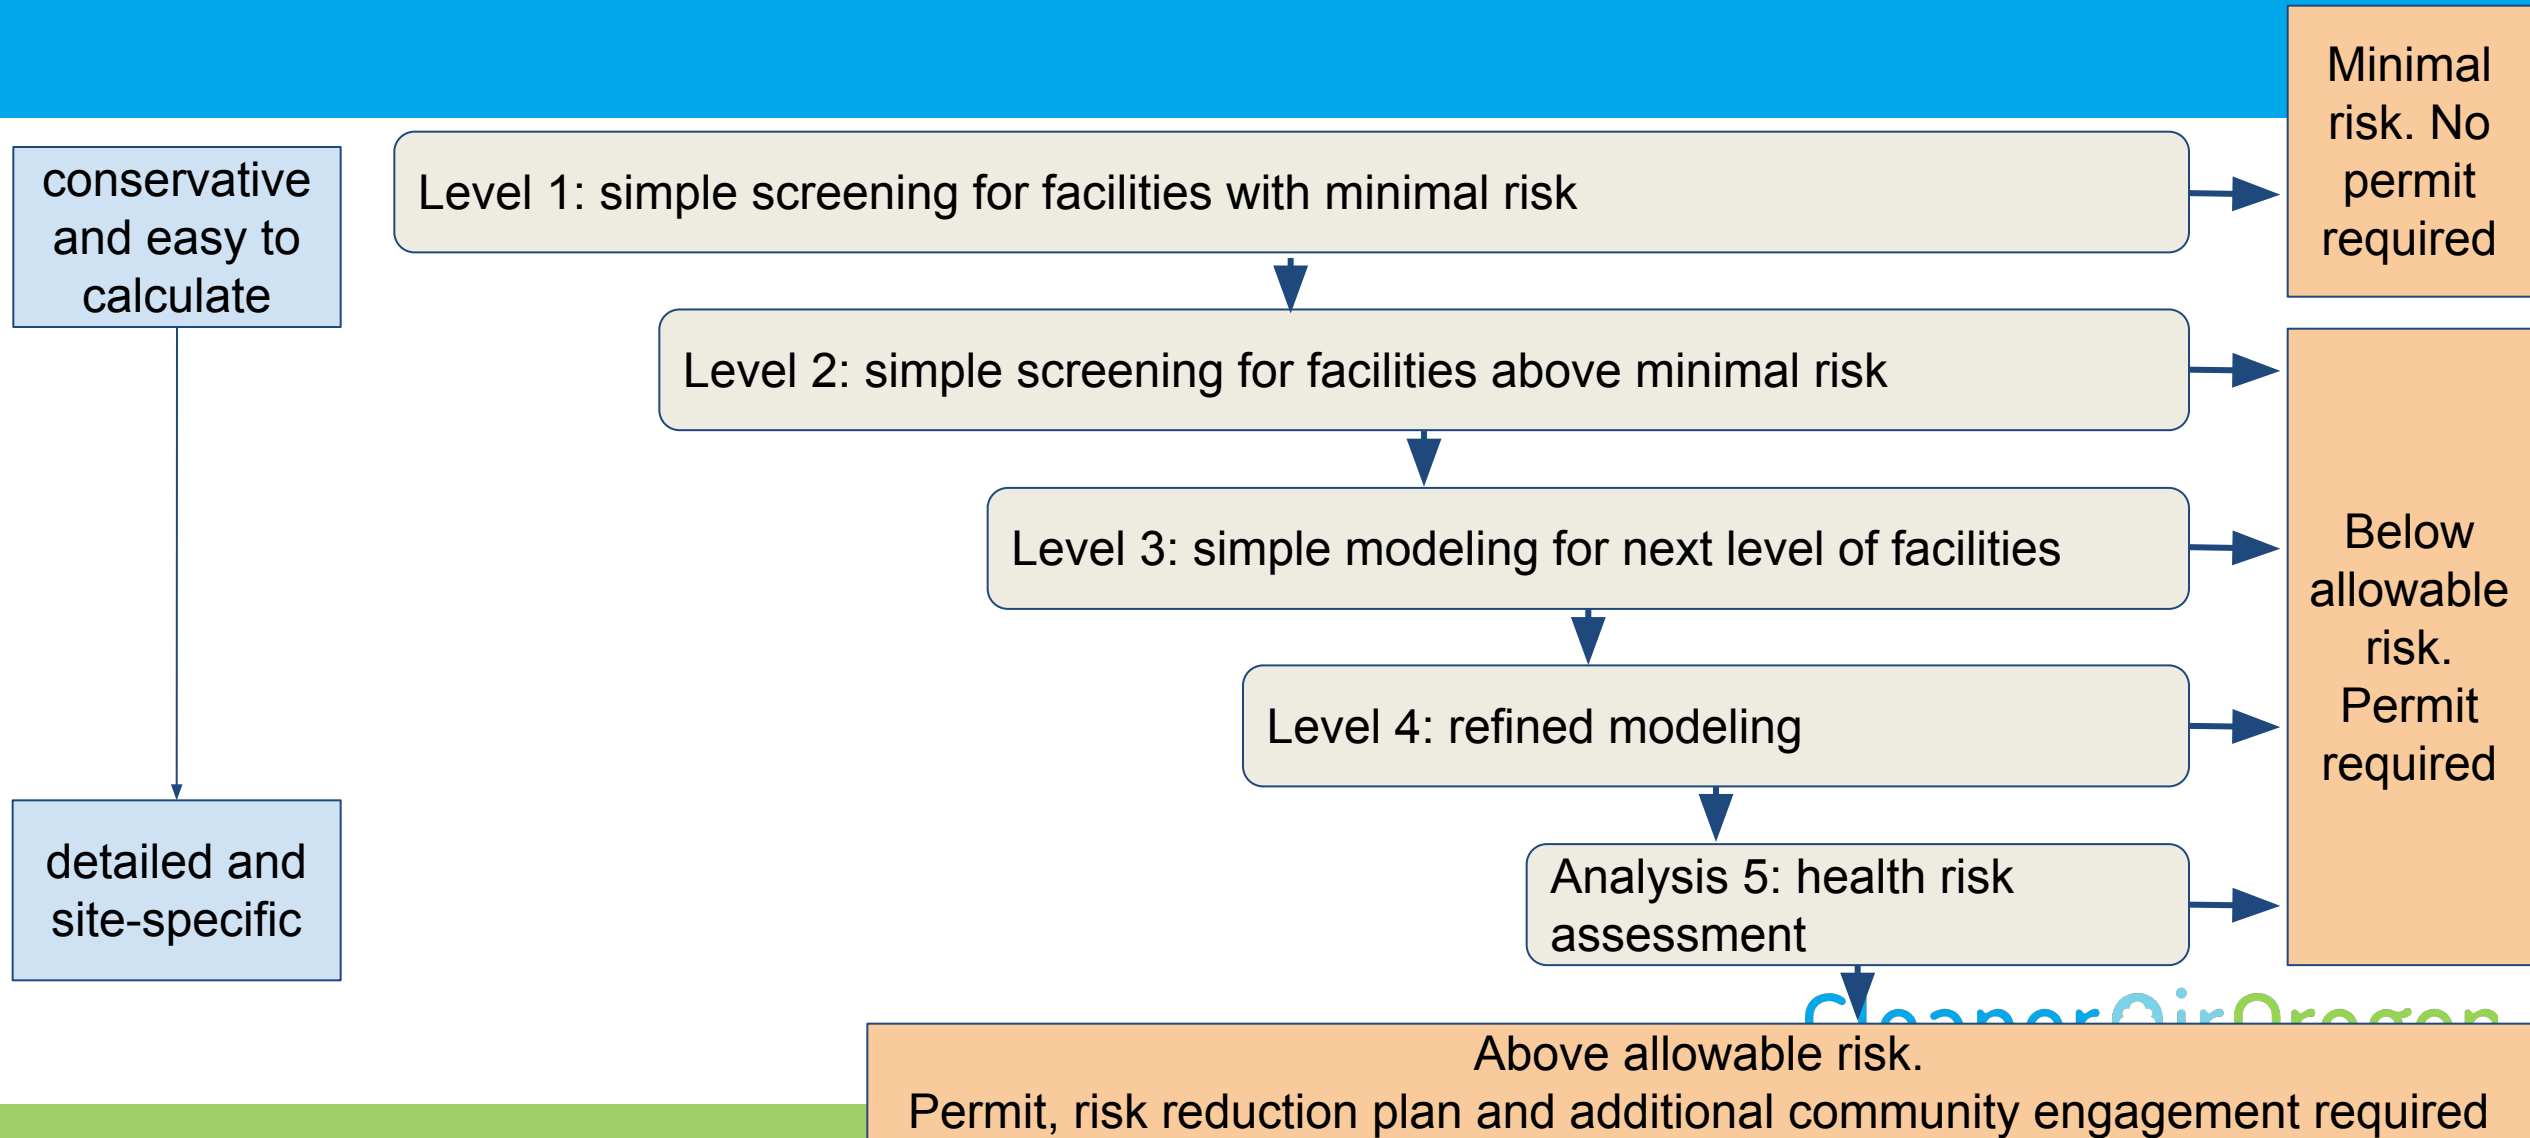 Minimal
risk. No
permit
required
conservative
and easy to
calculate
Level 1: simple screening for facilities with minimal risk
Level 2: simple screening for facilities above minimal risk
Level 3: simple modeling for next level of facilities
Level 4: refined modeling
Below
allowable
risk.
Permit
required
detailed and
site-specific
Analysis 5: health risk
assessment
CleanerAirOregon
Above allowable risk.
Permit, risk reduction plan and additional community engagement required